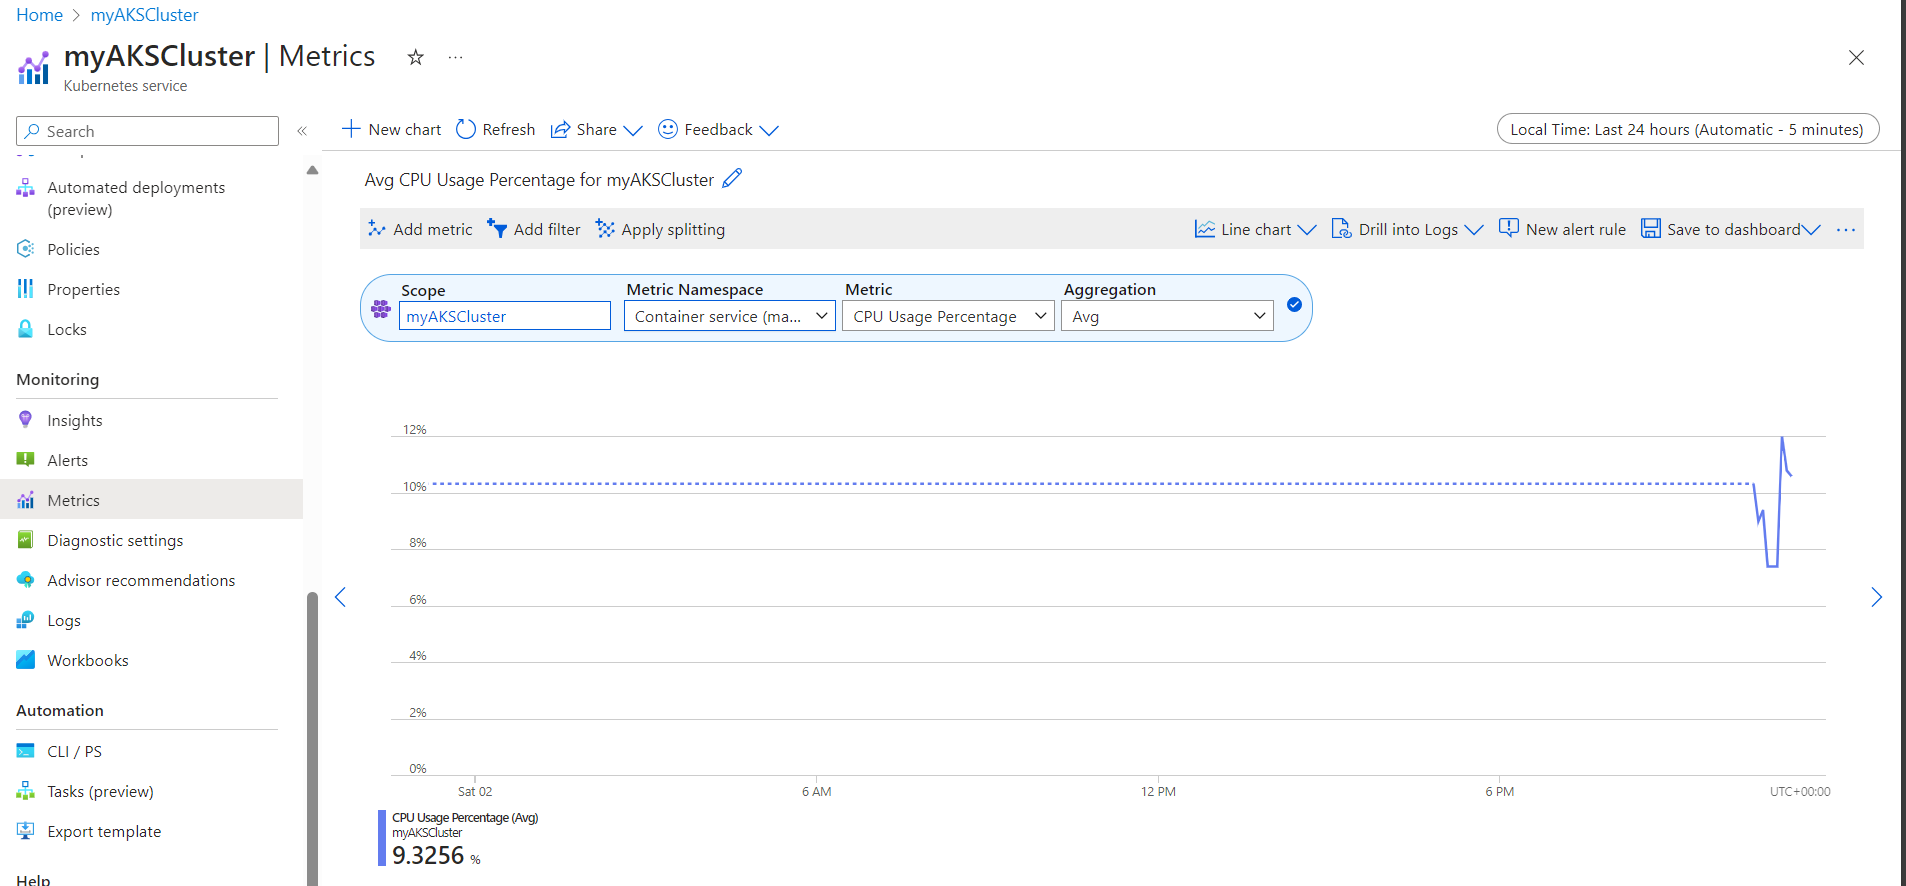 Home > myAKSCluster
myAKSCluster | Metrics
Kubernetes service
Search
Automated deployments
(preview)
Policies
Properties
Locks
Monitoring
Insights
Alerts
Metrics
Diagnostic settings
Advisor recommendations
Logs
Workbooks
Automation
CLI / PS
Tasks (preview)
Export template
Help
New chart Refresh Share Feedback
Local Time: Last 24 hours (Automatic - 5 minutes)
Avg CPU Usage Percentage for myAKSCluster
Add metric Add filter Apply splitting Line chart Drill into Logs New alert rule Save to dashboard
Scope Metric Namespace Metric Aggregation
myAKSCluster Container service (ma... CPU Usage Percentage Avg
12%
10%
8%
6%
4%
2%
0%
Sat 02 6 AM 12 PM 6 PM UTC+00:00
CPU Usage Percentage (Avg)
myAKSCluster
9.3256 %